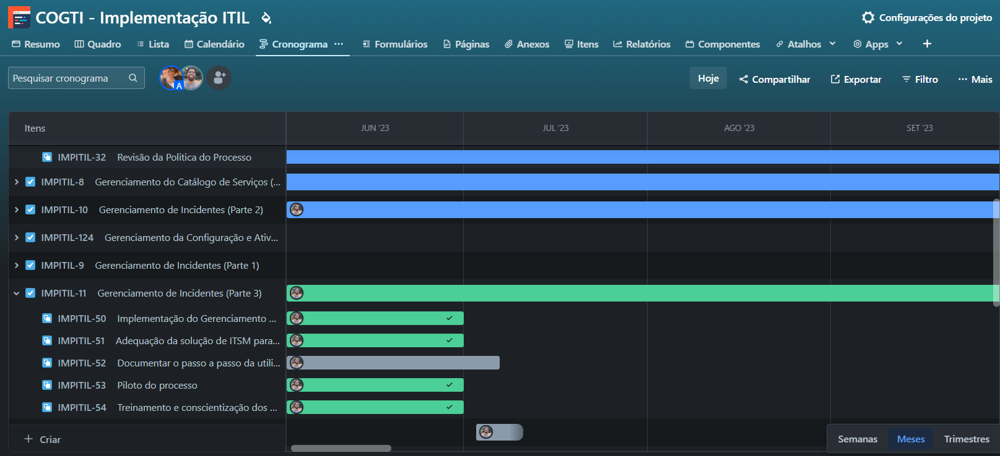 COGTI - Implementação ITIL
Configurações do projeto
Resumo Quadro Lista Calendário Cronograma Formulários Páginas Anexos Itens Relatórios Componentes Atalhos Apps
Pesquisar cronograma
A
Hoje Compartilhar Exportar Filtro Mais
Itens JUN '23 JUL '23 AGO '23 SET '23
IMPITIL-32 Revisão da Politica do Processo
IMPITIL-8 Gerenciamento do Catálogo de Serviços (...
IMPITIL-10 Gerenciamento de Incidentes (Parte 2)
IMPITIL-124 Gerenciamento da Configuração e Ativ...
IMPITIL-9 Gerenciamento de Incidentes (Parte 1)
IMPITIL-11 Gerenciamento de Incidentes (Parte 3)
IMPITIL-50 Implementação do Gerenciamento ...
IMPITIL-51 Adequação da solução de ITSM para...
IMPITIL-52 Documentar o passo a passo da utili...
IMPITIL-53 Piloto do processo
IMPITIL-54 Treinamento e conscientização dos ...
Criar
Semanas Meses Trimestres